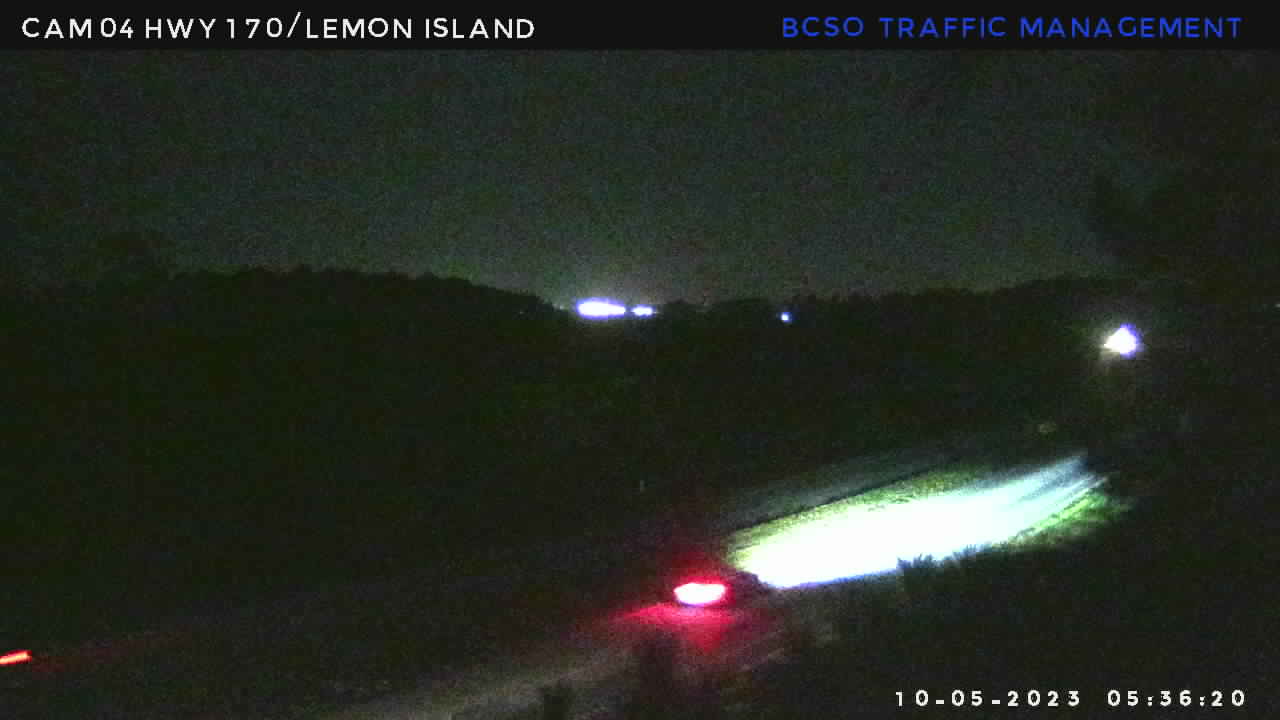 CAM04 HWY 170/LEMON ISLAND
BCSO TRAFFIC MANAGEMENT
10-05-2023 05:36:20